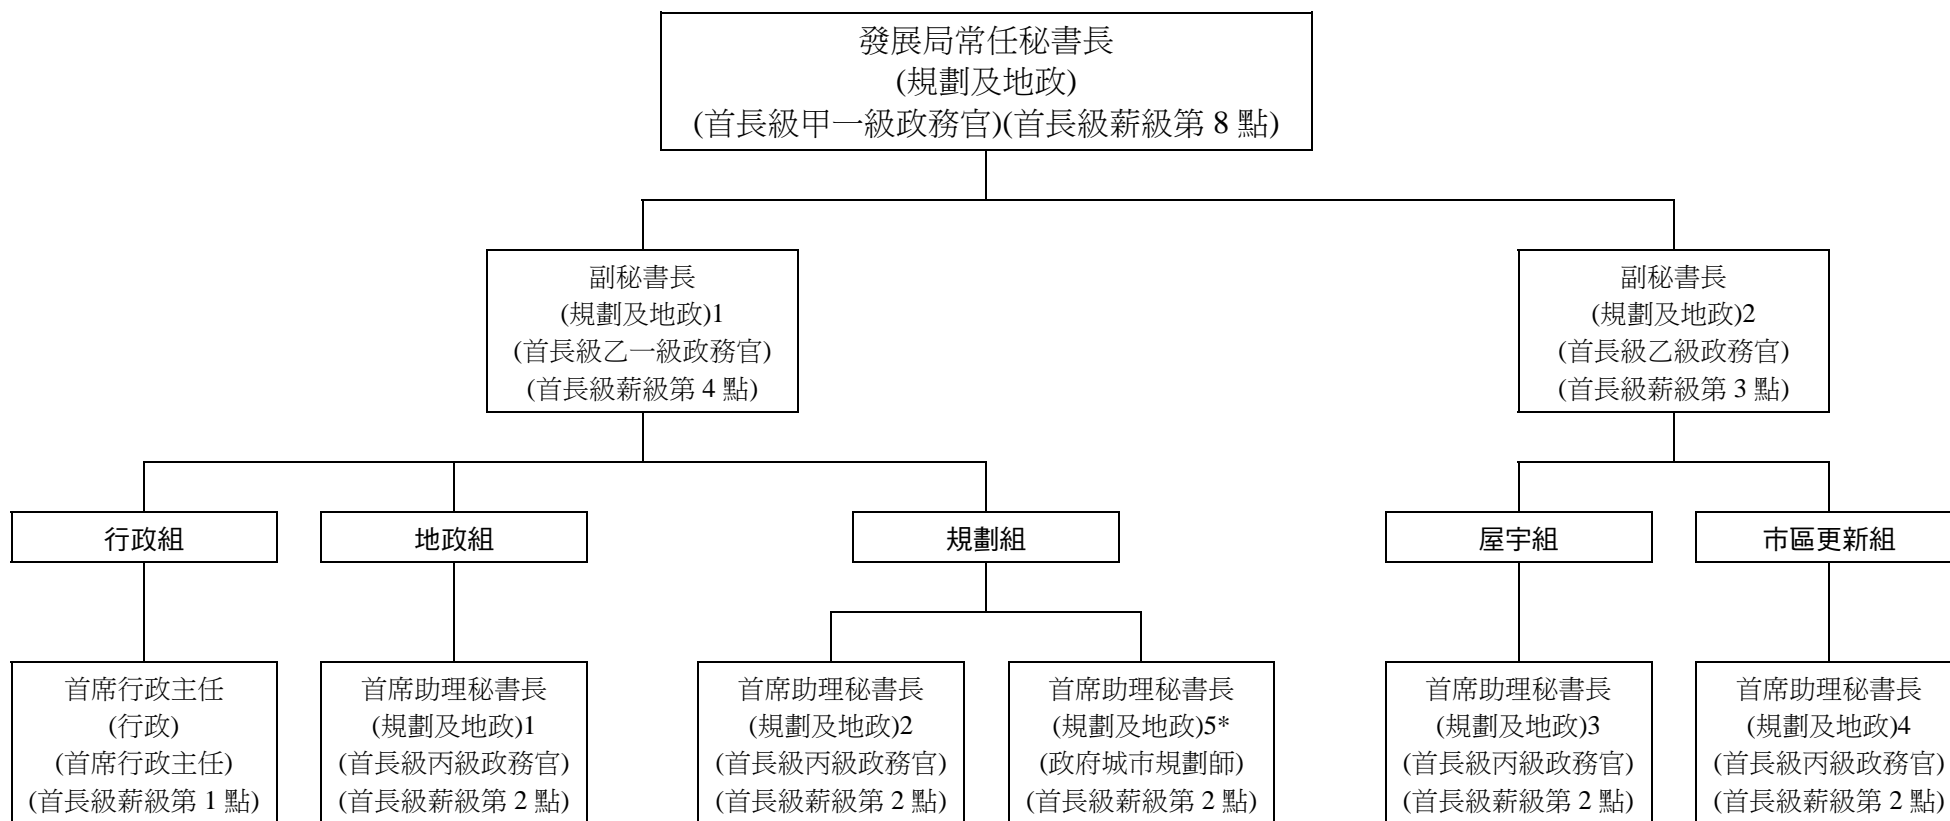 發展局常任秘書長
(規劃及地政)
(首長級甲一級政務官)(首長級薪級第 8 點)
副秘書長
(規劃及地政)1
(首長級乙一級政務官)
(首長級薪級第 4 點)
副秘書長
(規劃及地政)2
(首長級乙級政務官)
(首長級薪級第 3 點)
行政組
地政組
規劃組
屋宇組
市區更新組
首席行政主任
(行政)
(首席行政主任)
(首長級薪級第 1 點)
首席助理秘書長
(規劃及地政)1
(首長級丙級政務官)
(首長級薪級第 2 點)
首席助理秘書長
(規劃及地政)2
(首長級丙級政務官)
(首長級薪級第 2 點)
首席助理秘書長
(規劃及地政)5*
(政府城市規劃師)
(首長級薪級第 2 點)
首席助理秘書長
(規劃及地政)3
(首長級丙級政務官)
(首長級薪級第 2 點)
首席助理秘書長
(規劃及地政)4
(首長級丙級政務官)
(首長級薪級第 2 點)